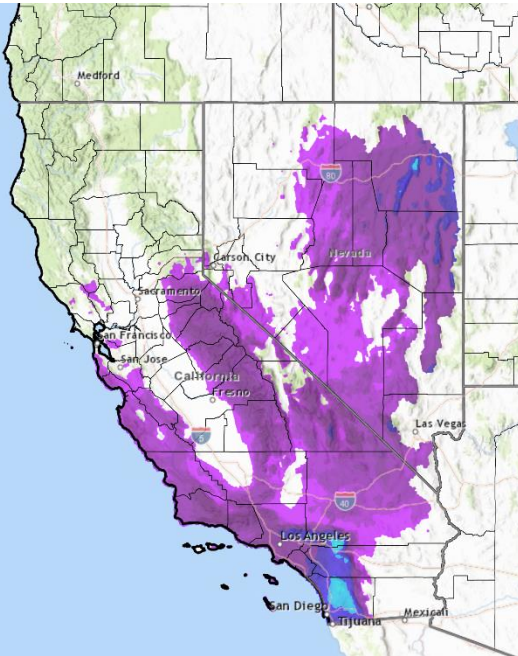 Medford
80
Carson City
Nevada
Sacramento
San Francisco
San Jose
California
Fresno
5
Las Vegas
40
Los Angeles
San Diego
Tijuana
Mexicali